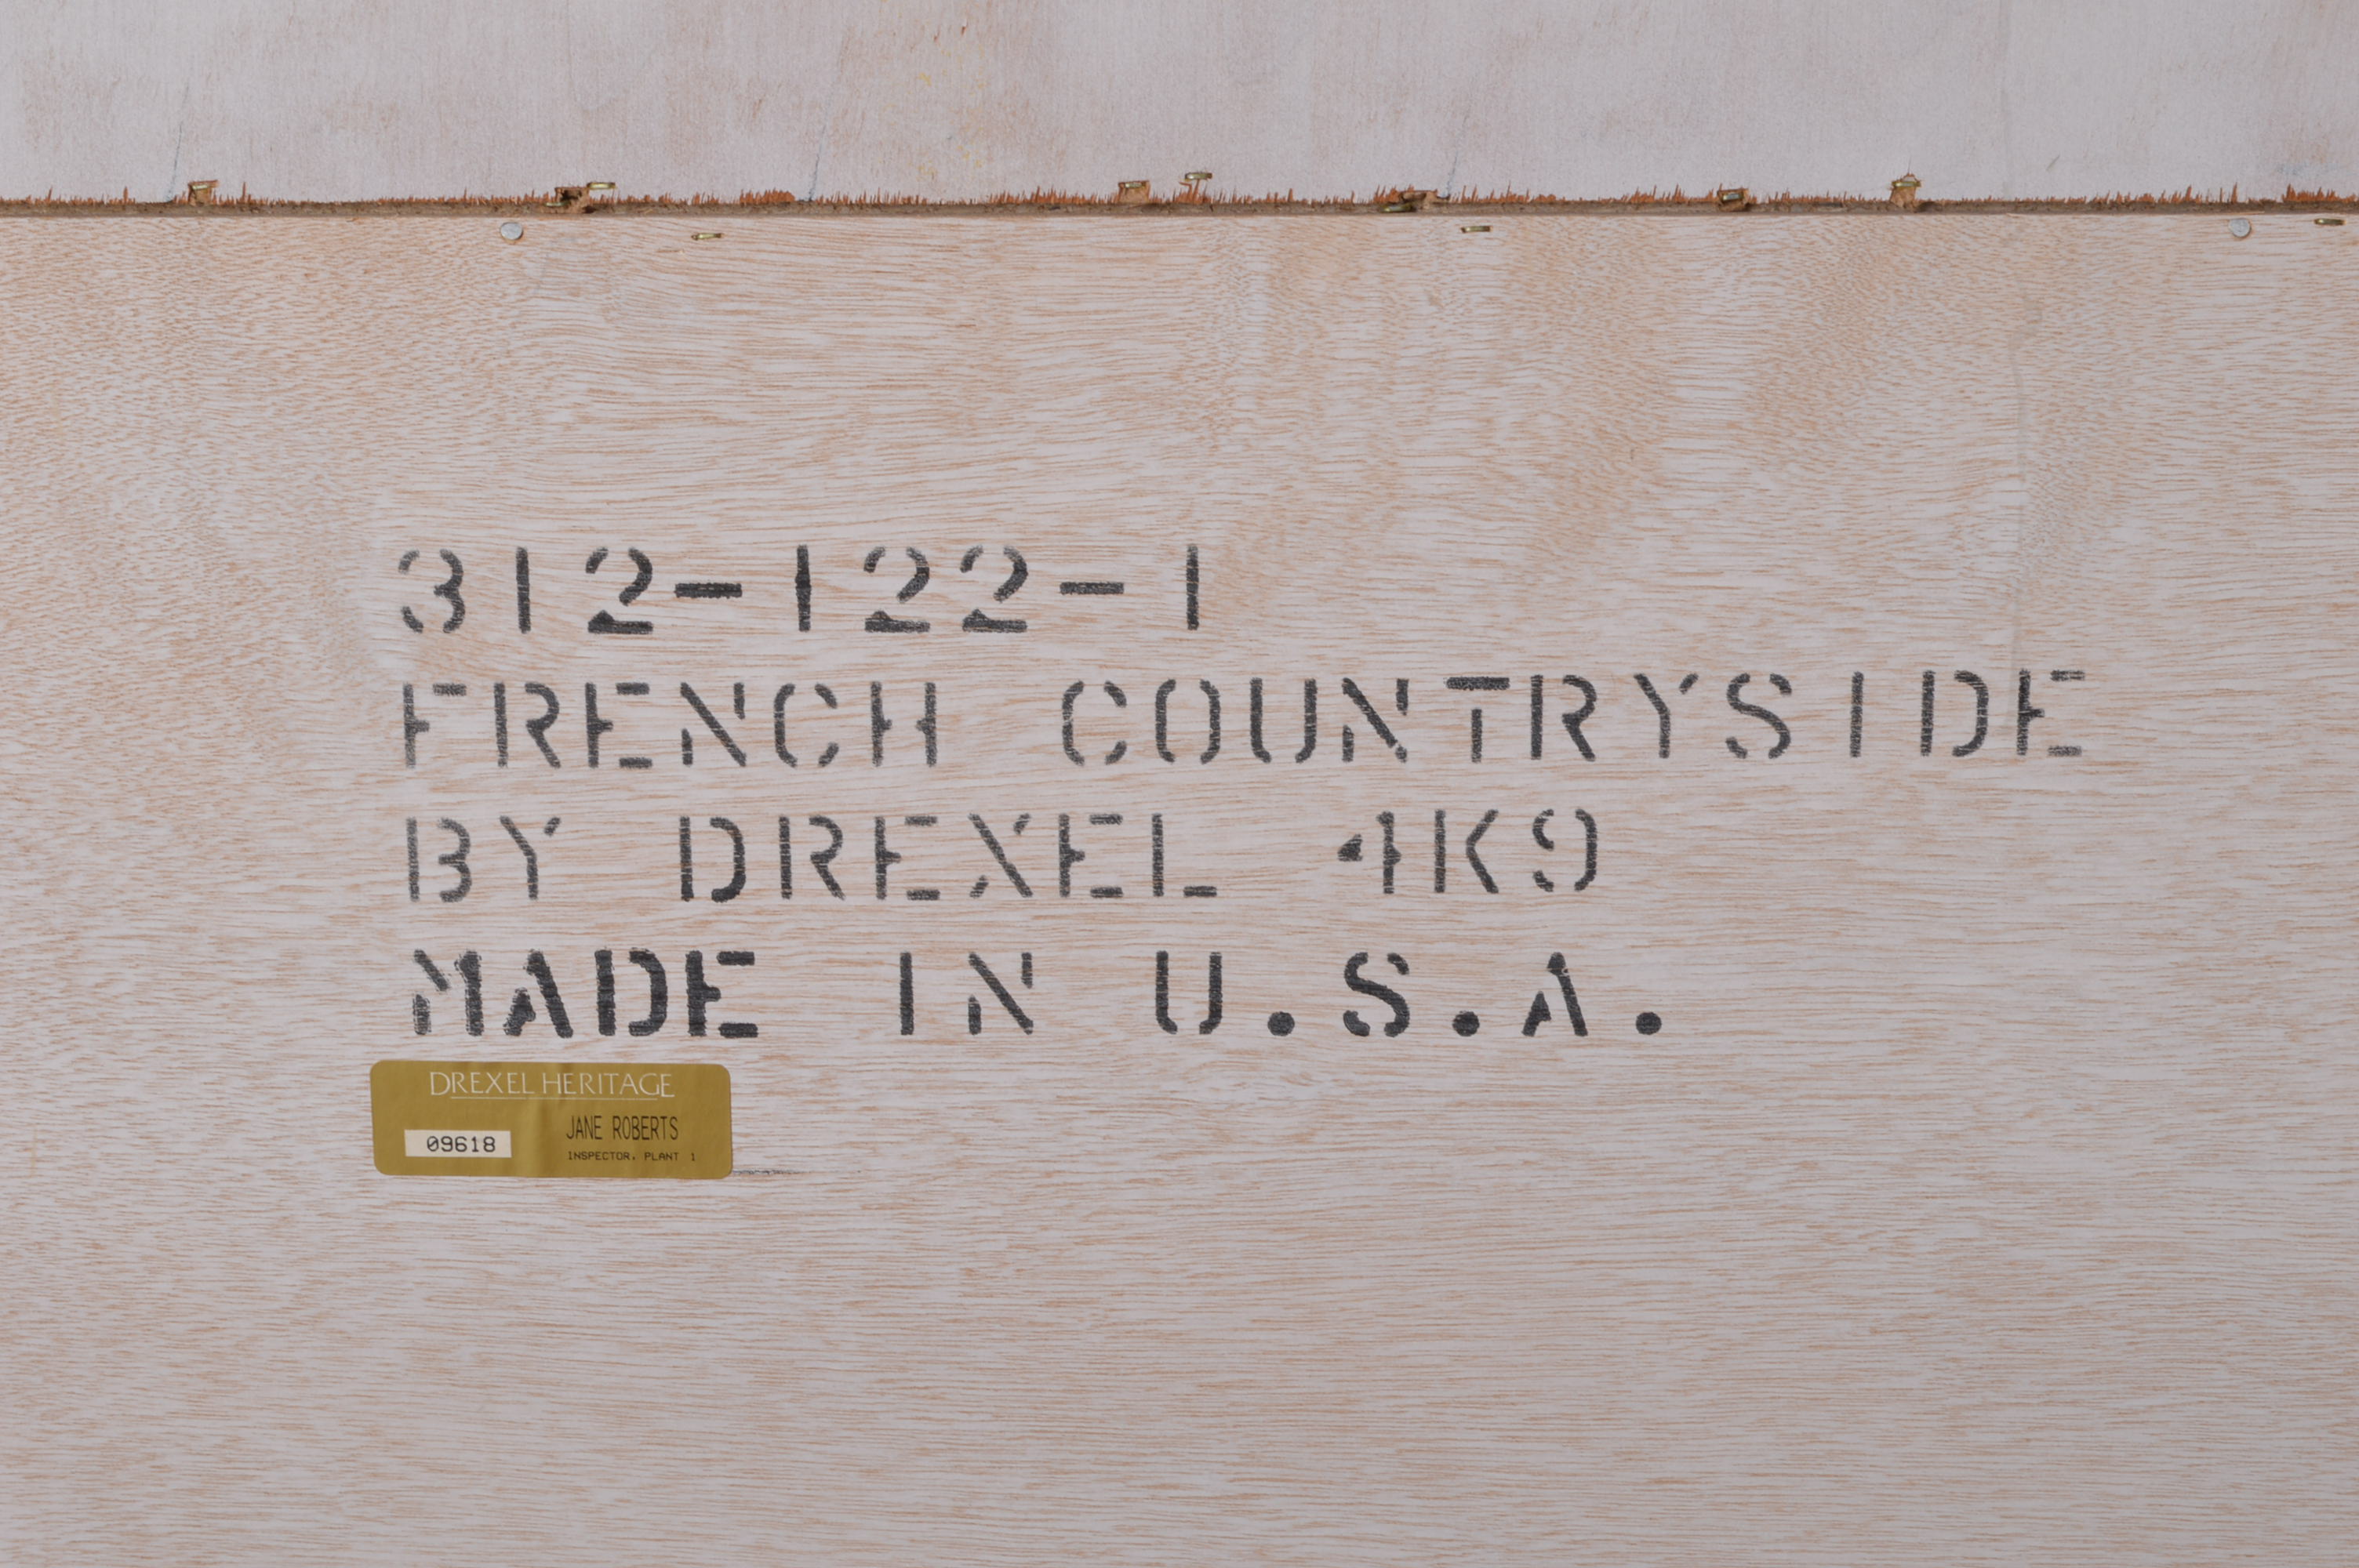 312-122-1
FRENCH COUNTRYSIDE
BY DREXEL 4K9
MADE IN U.S.A.
DREXEL HERITAGE
JANE ROBERTS
09618
INSPECTOR, PLANT 1